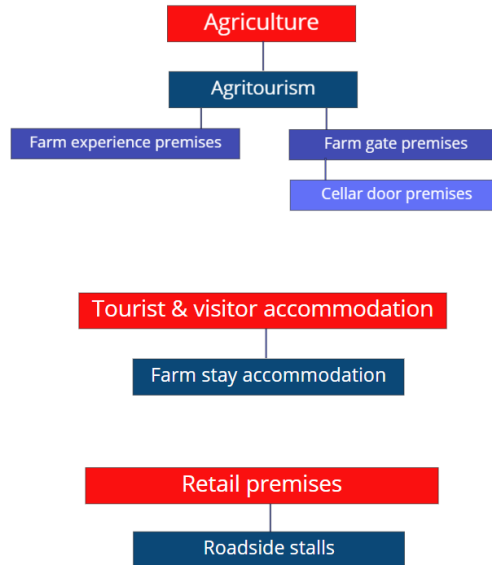 Agriculture
Agritourism
Farm experience premises
Farm gate premises
Cellar door premises
Tourist & visitor accommodation
Farm stay accommodation
Retail premises
Roadside stalls